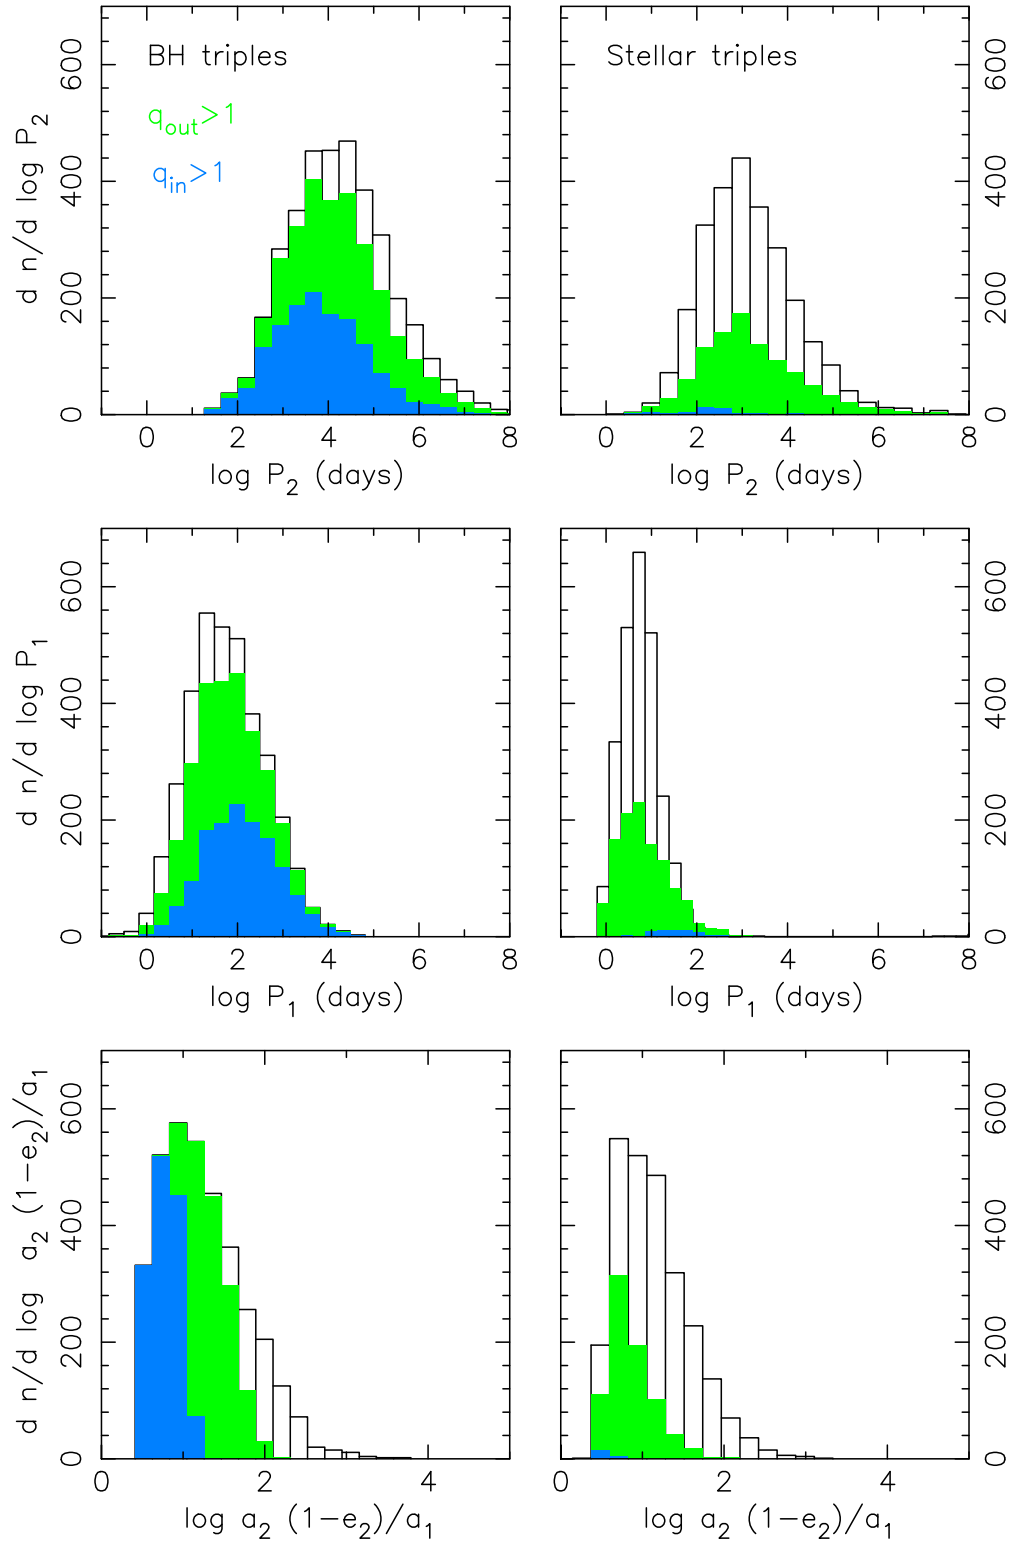 BH triples
q_out>1
q_in>1
Stellar triples
d n/d log P_2
0 200 400 600
0 200 400 600
0 2 4 6 8
0 2 4 6 8
log P_2 (days)
log P_2 (days)
d n/d log P_1
0 200 400 600
0 200 400 600
0 2 4 6 8
0 2 4 6 8
log P_1 (days)
log P_1 (days)
d n/d log a_2 (1−e_2)/a_1
0 200 400 600
0 200 400 600
0 2 4
0 2 4
log a_2 (1−e_2)/a_1
log a_2 (1−e_2)/a_1